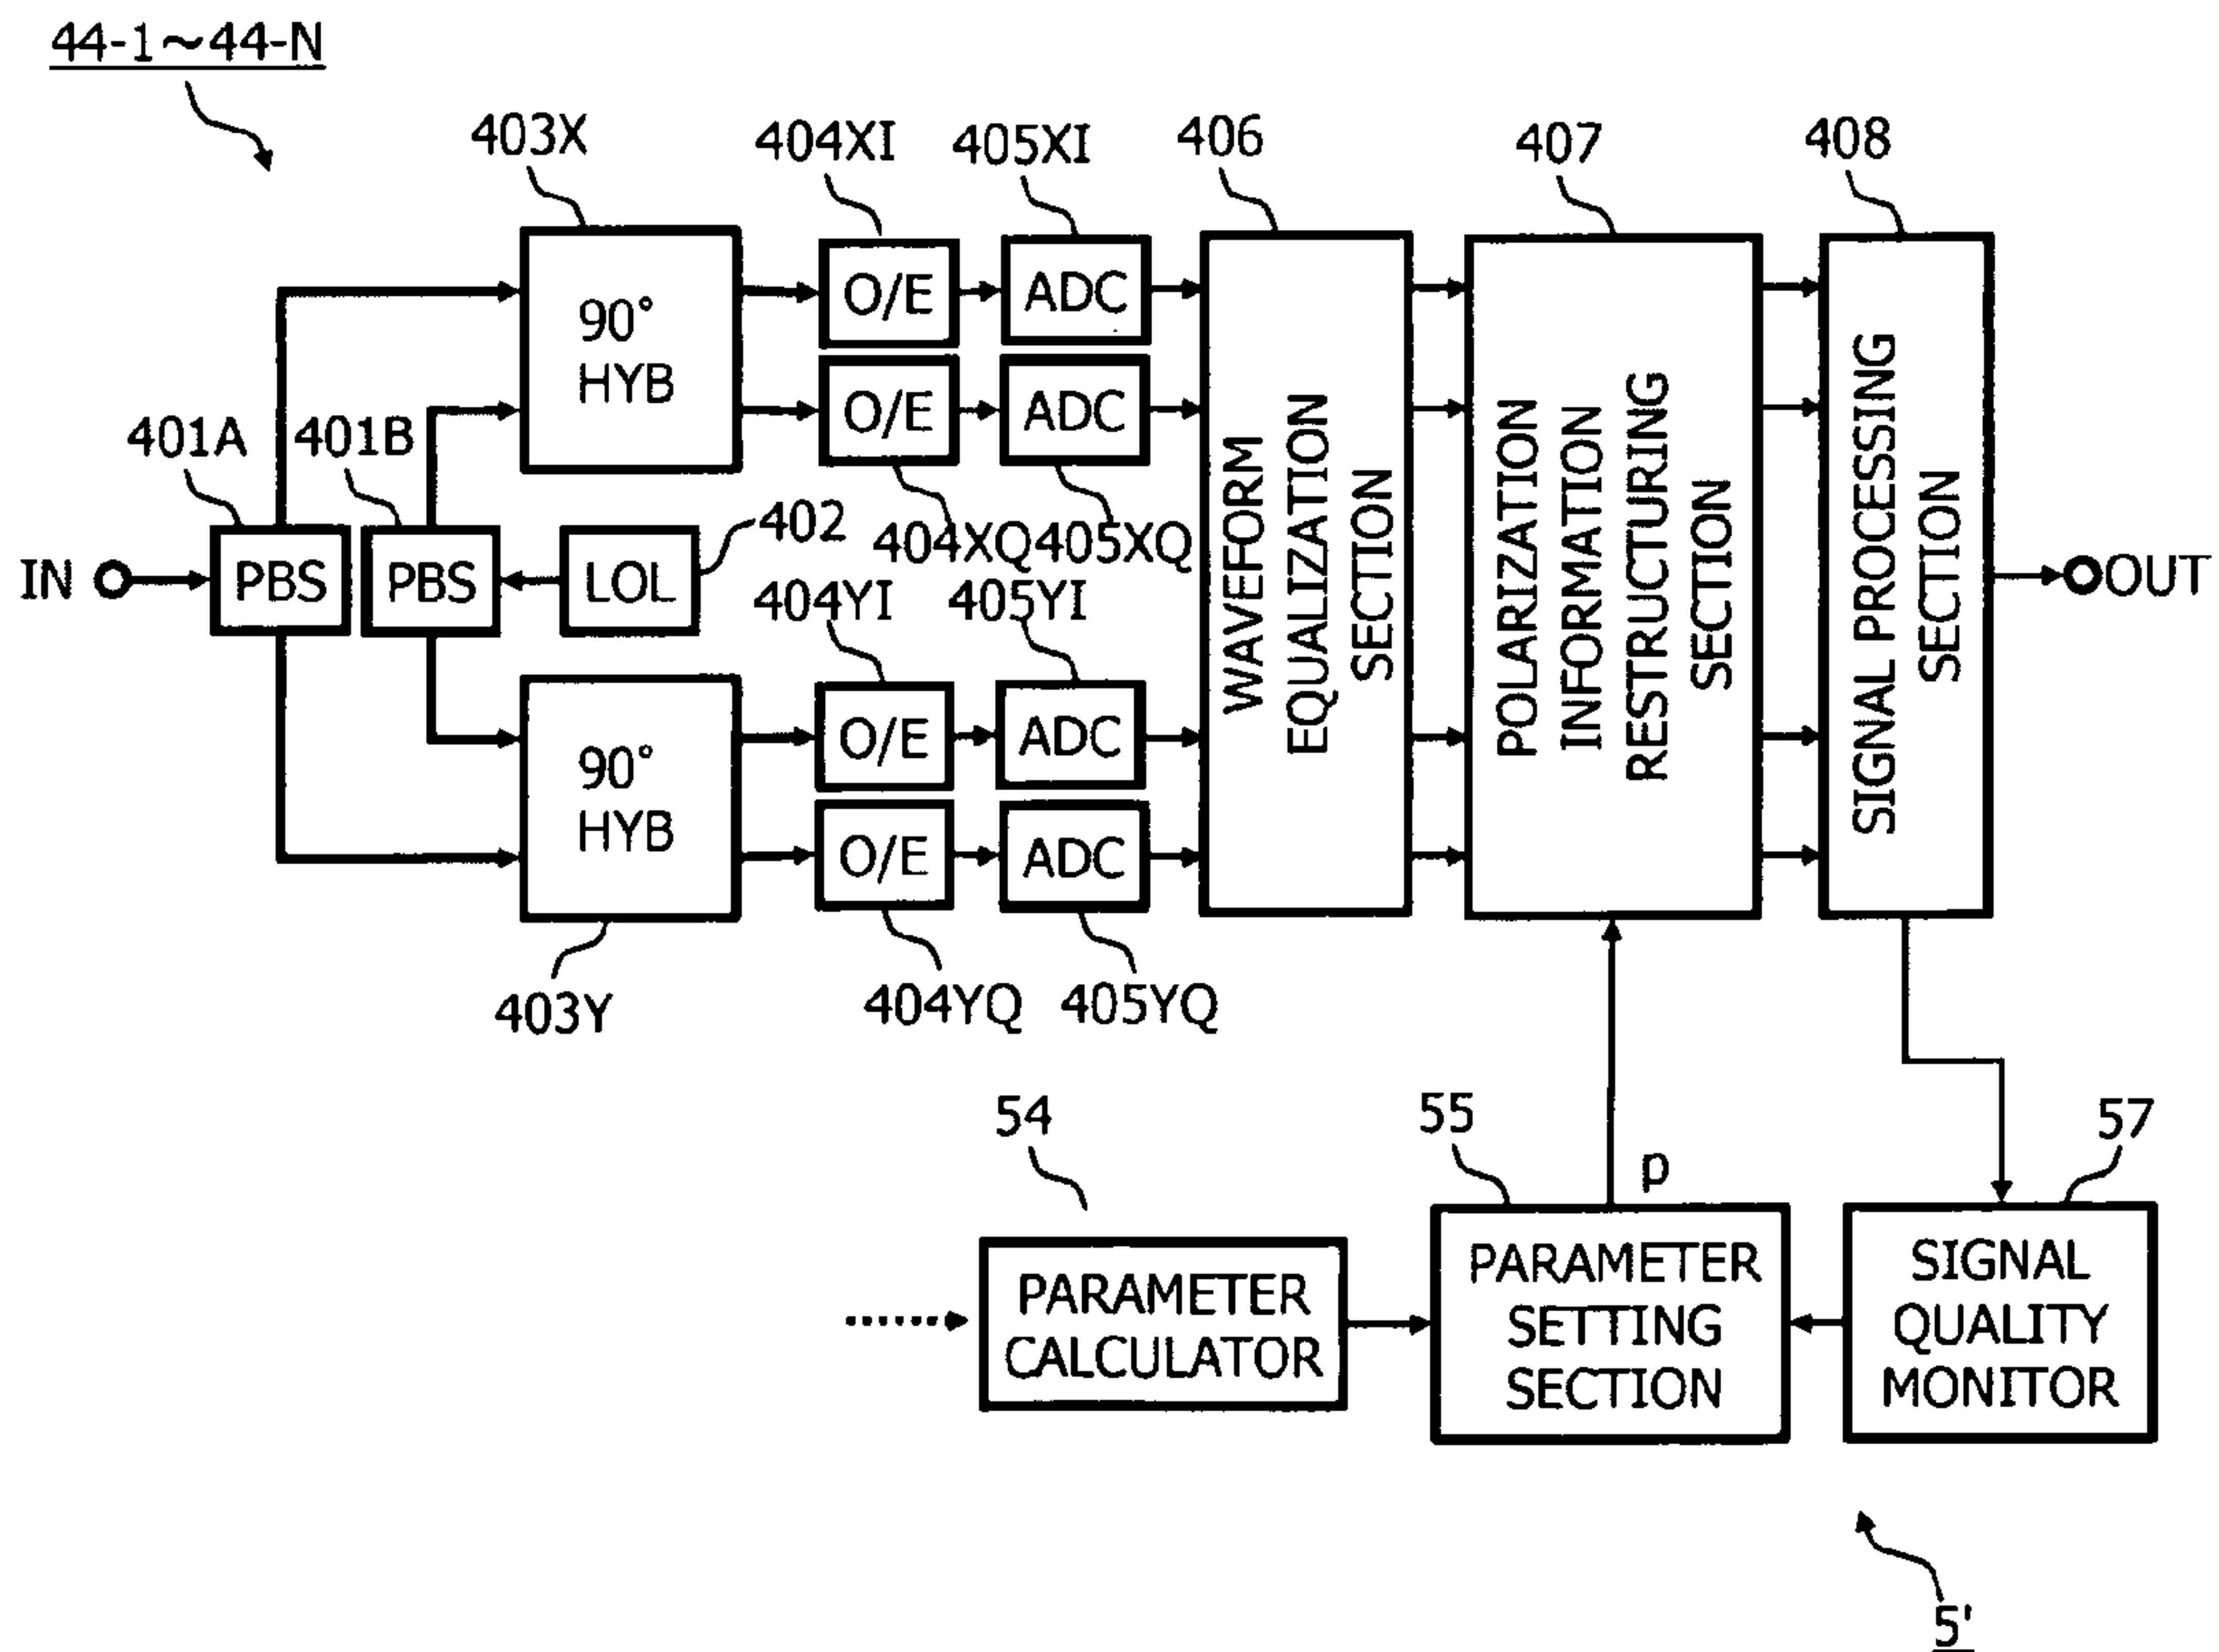 44-1～44-N
403X
404XI
405XI
406
407
408
90°
HYB
O/E
ADC
O/E
ADC
401A
401B
402
404XQ
405XQ
IN
PBS
PBS
LOL
404YI
405YI
WAVEFORM
EQUALIZATION
SECTION
POLARIZATION
INFORMATION
RESTRUCTURING
SECTION
SIGNAL PROCESSING
SECTION
OUT
90°
HYB
O/E
ADC
O/E
ADC
403Y
404YQ
405YQ
54
55
p
57
PARAMETER
CALCULATOR
PARAMETER
SETTING
SECTION
SIGNAL
QUALITY
MONITOR
5'